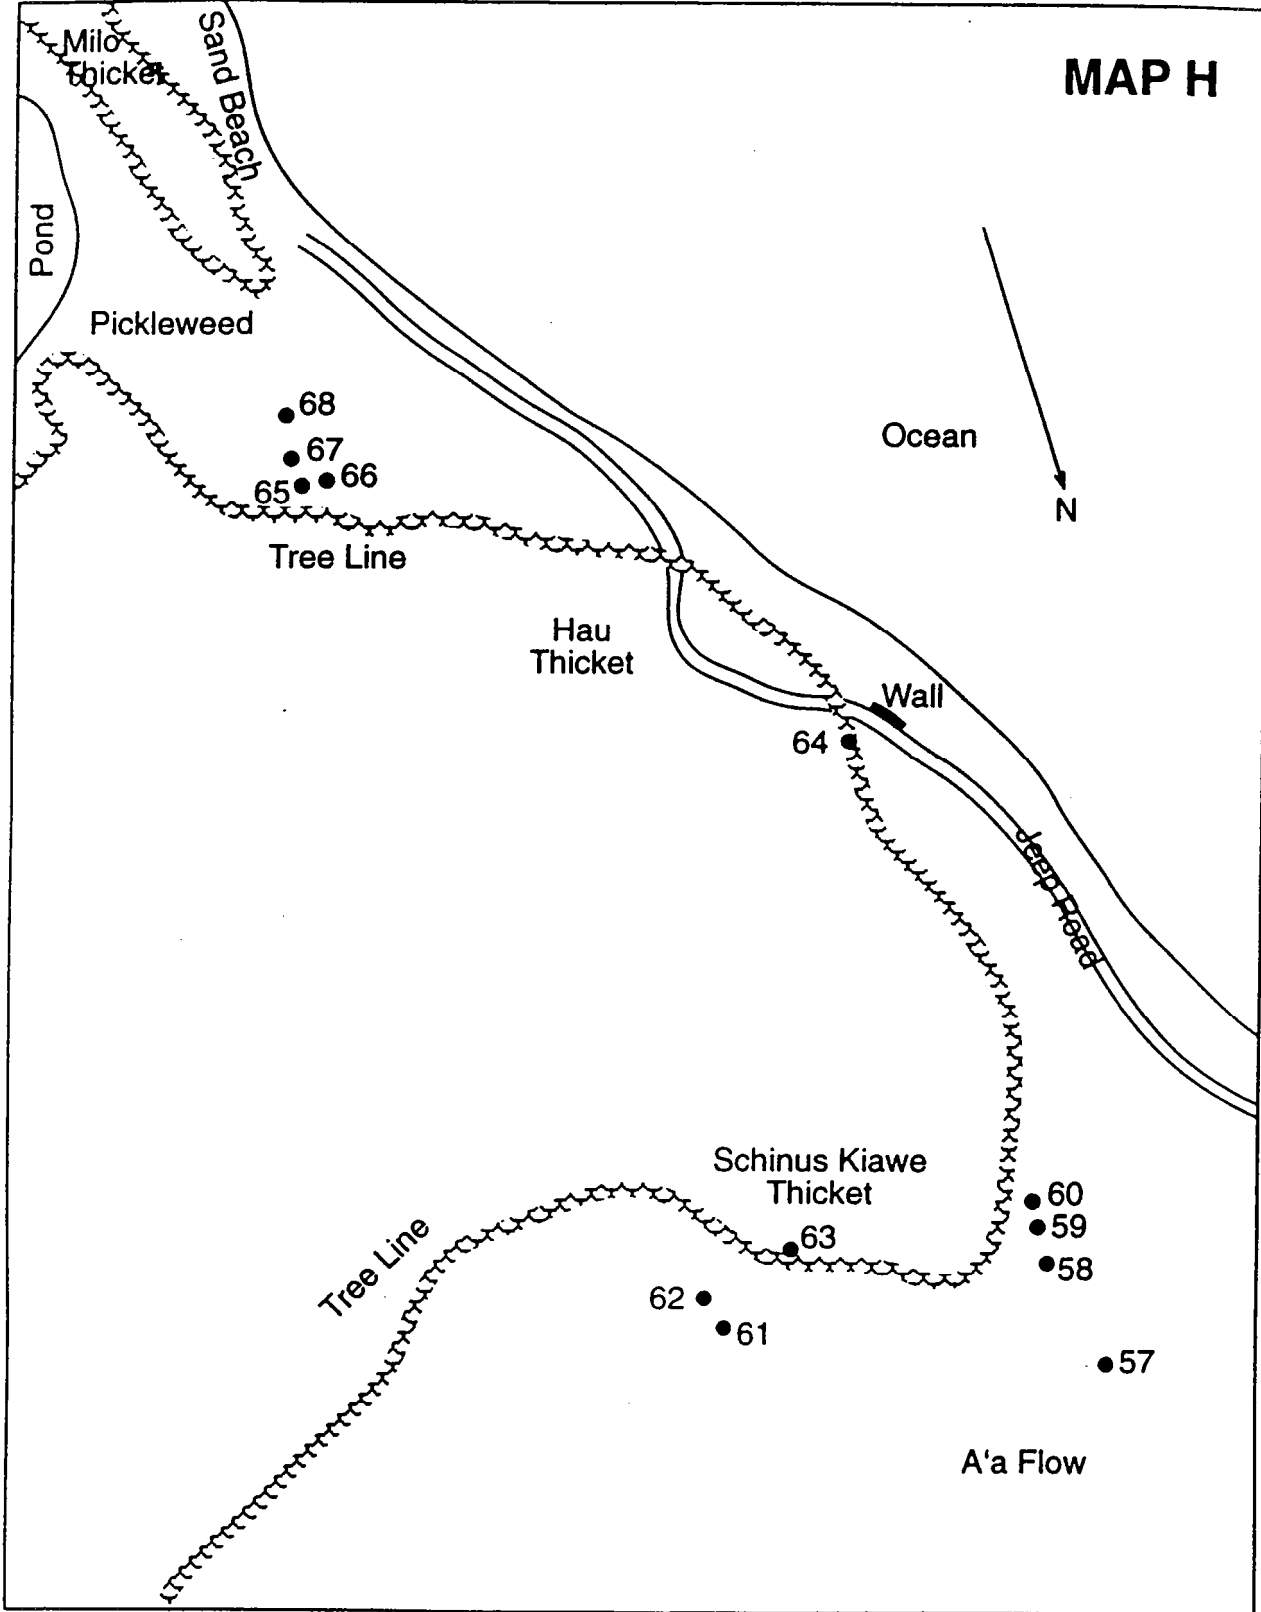 MAP H
Milo
Thicket
Sand Beach
Pond
Pickleweed
68
67
66
65
Tree Line
Ocean
N
Hau
Thicket
Wall
64
Jeep Road
Schinus Kiawe
Thicket
60
59
58
63
Tree Line
62
61
57
A‘a Flow